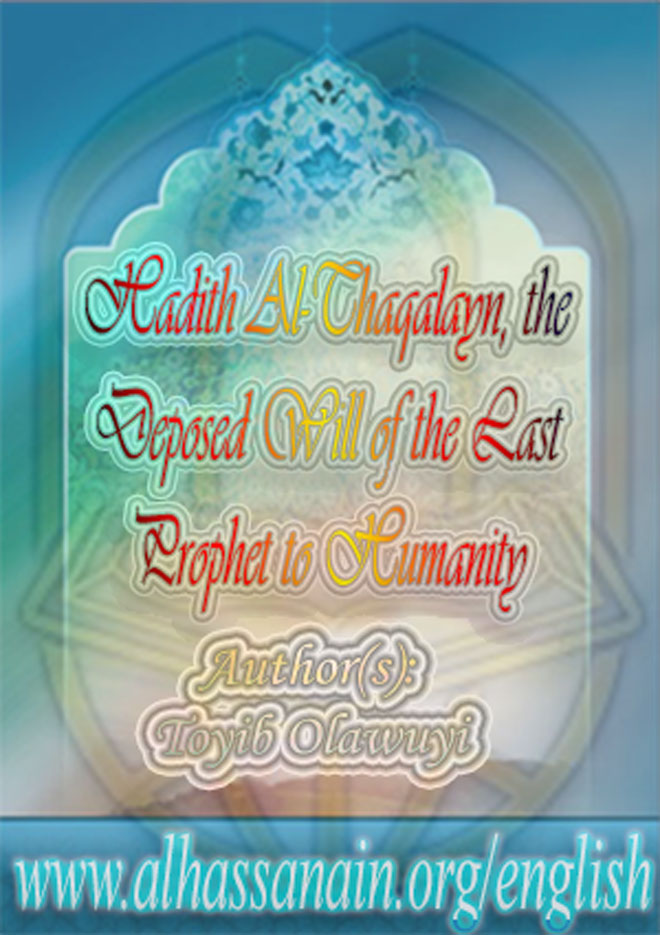 Hadith Al-Thaqalayn, the
Deposed Will of the Last
Prophet to Humanity
Author(s):
Toyib Olawuyi
www.alhassanain.org/english